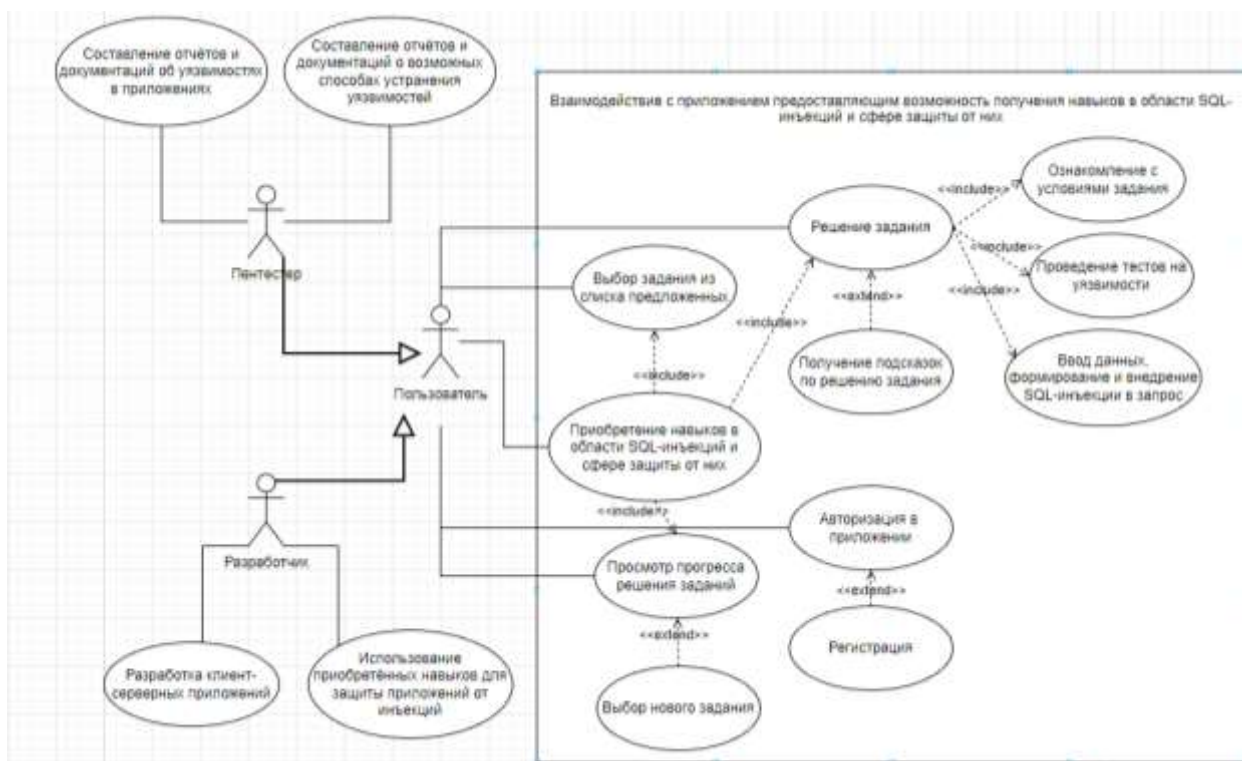 Составление отчётов и
документаций об уязвимостях
в приложениях
Составление отчётов и
документаций о возможных
способах устранения
уязвимостей
Взаимодействие с приложением предоставляющим возможность получения навыков в области SQL-
инъекций и сфере защиты от них
Ознакомление с
условиями задания
<<include>>
Решение задания
<<include>>
Проведение тестов на
уязвимости
<<include>>
Пентестер
Выбор задания из
списка предложенных
<<extend>>
<<include>>
Получение подсказок
по решению задания
Ввод данных,
формирование и внедрение
SQL-инъекции в запрос
<<include>>
Пользователь
Приобретение навыков в
области SQL-инъекций и
сфере защиты от них
<<include>>
Авторизация в
приложении
Разработчик
Просмотр прогресса
решения заданий
<<extend>>
<<extend>>
Регистрация
Разработка клиент-
серверных приложений
Использование
приобретённых навыков для
защиты приложений от
инъекций
Выбор нового задания